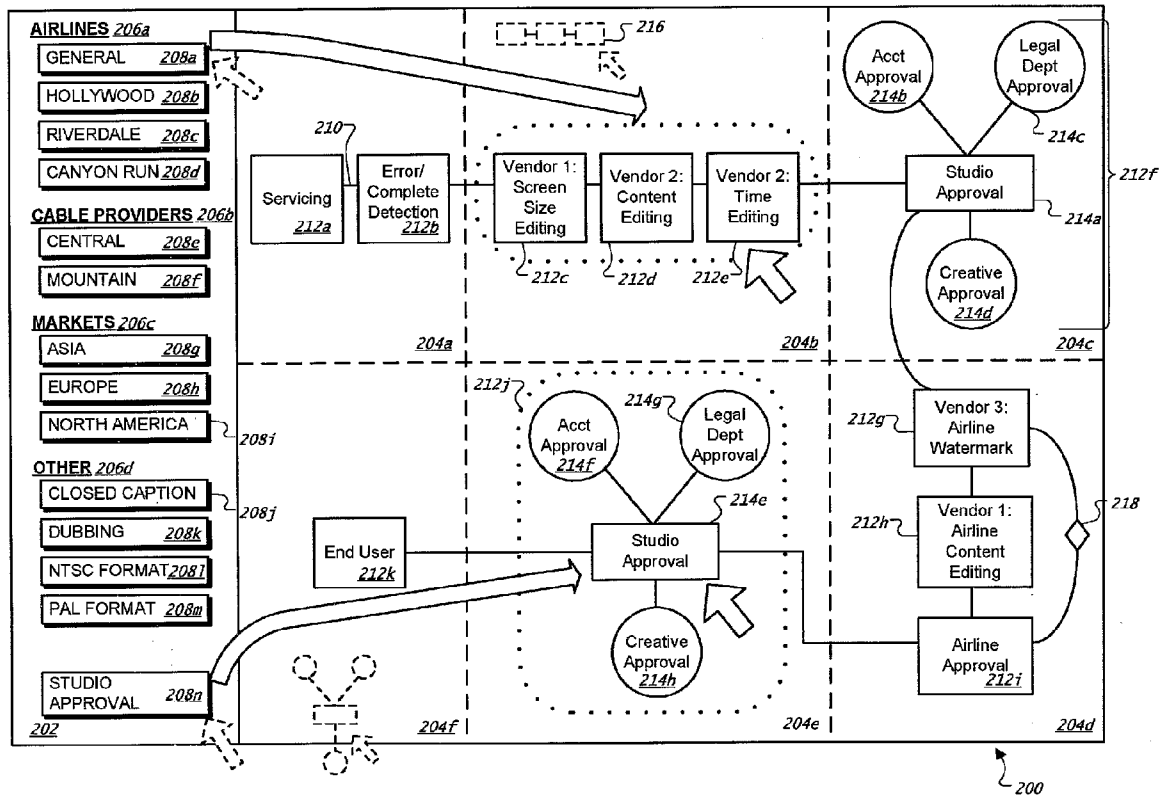 AIRLINES 206a
GENERAL 208a
HOLLYWOOD 208b
RIVERDALE 208c
CANYON RUN 208d
CABLE PROVIDERS 206b
CENTRAL 208e
MOUNTAIN 208f
MARKETS 206c
ASIA 208g
EUROPE 208h
NORTH AMERICA
208i
OTHER 206d
CLOSED CAPTION
208j
DUBBING 208k
NTSC FORMAT 208l
PAL FORMAT 208m
STUDIO
APPROVAL 208n
202
216
210
Servicing
212a
Error/
Complete
Detection
212b
204a
Vendor 1:
Screen
Size
Editing
212c
Vendor 2:
Content
Editing
212d
Vendor 2:
Time
Editing
212e
204b
Acct
Approval
214b
Legal
Dept
Approval
214c
Studio
Approval
214a
212f
Creative
Approval
214d
204c
212g
Vendor 3:
Airline
Watermark
212h
Vendor 1:
Airline
Content
Editing
218
Airline
Approval
212i
204d
212j
Acct
Approval
214f
214g
Legal
Dept
Approval
214e
Studio
Approval
Creative
Approval
214h
204e
End User
212k
204f
200